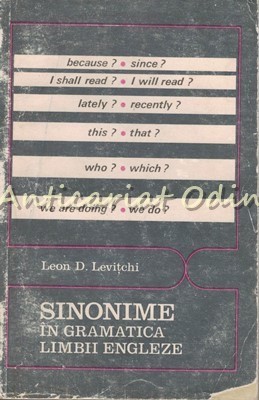 because? • since?
I shall read? • I will read?
lately? • recently?
this? • that?
who? • which?
Anticariat Odin
we are doing? • we do?
Leon D. Levițchi
SINONIME
ÎN GRAMATICA
LIMBII ENGLEZE